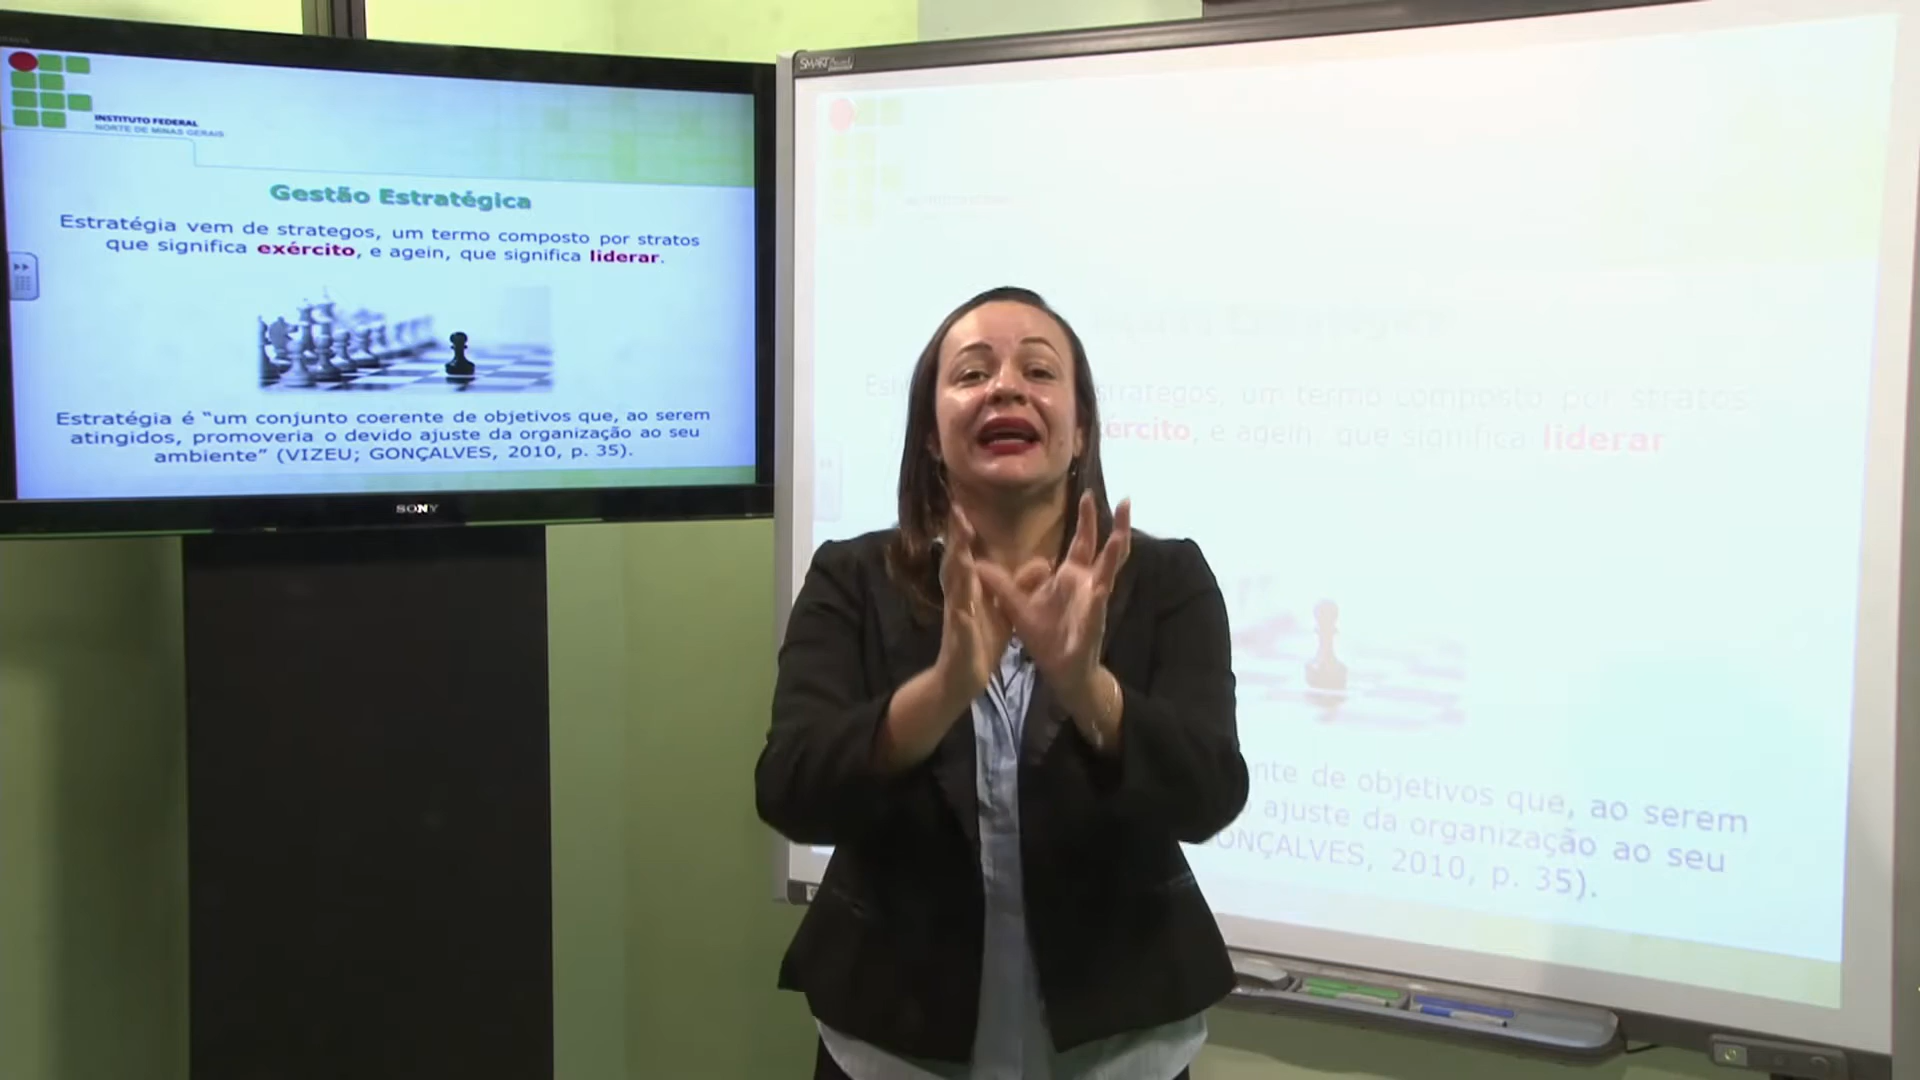 INSTITUTO FEDERAL
NORTE DE MINAS GERAIS
Gestão Estratégica
Estratégia vem de strategos, um termo composto por stratos
que significa exército, e agein, que significa liderar.
Estratégia é “um conjunto coerente de objetivos que, ao serem
atingidos, promoveria o devido ajuste da organização ao seu
ambiente” (VIZEU; GONÇALVES, 2010, p. 35).
SONY
SMART
strategos, um termo composto por stratos
exército, e agein, que significa liderar
de objetivos que, ao serem
ajuste da organização ao seu
GONÇALVES, 2010, p. 35).